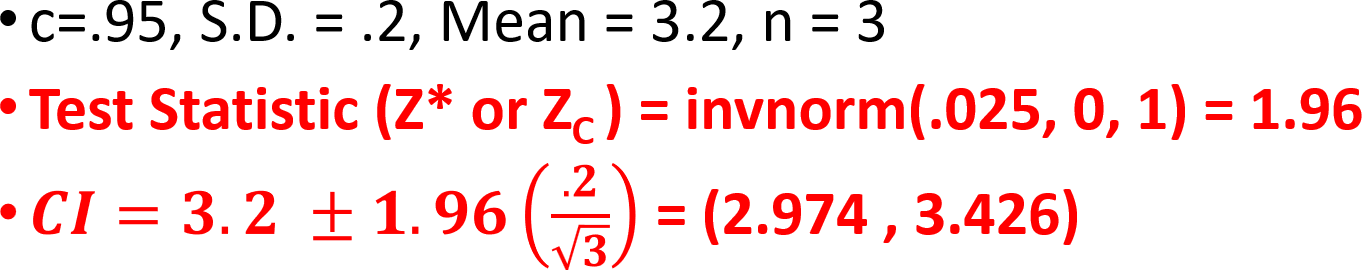 • c=.95, S.D. = .2, Mean = 3.2, n = 3
• Test Statistic (Z* or Z_C ) = invnorm(.025, 0, 1) = 1.96
• CI = 3.2 ± 1.96 (.2/√3) = (2.974 , 3.426)